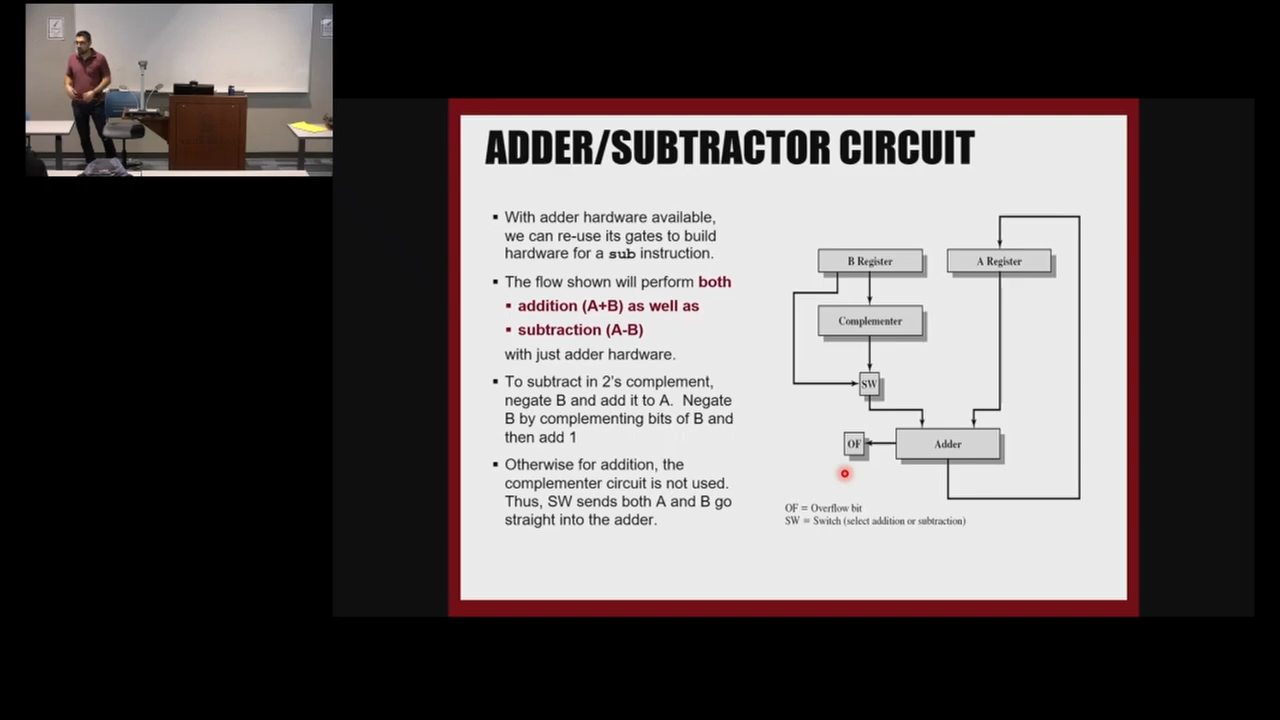 ADDER/SUBTRACTOR CIRCUIT
▪ With adder hardware available,
we can re-use its gates to build
hardware for a sub instruction.
▪ The flow shown will perform both
▪ addition (A+B) as well as
▪ subtraction (A-B)
with just adder hardware.
▪ To subtract in 2's complement,
negate B and add it to A. Negate
B by complementing bits of B and
then add 1
▪ Otherwise for addition, the
complementer circuit is not used.
Thus, SW sends both A and B go
straight into the adder.
B Register
A Register
Complementer
SW
OF
Adder
OF = Overflow bit
SW = Switch (select addition or subtraction)